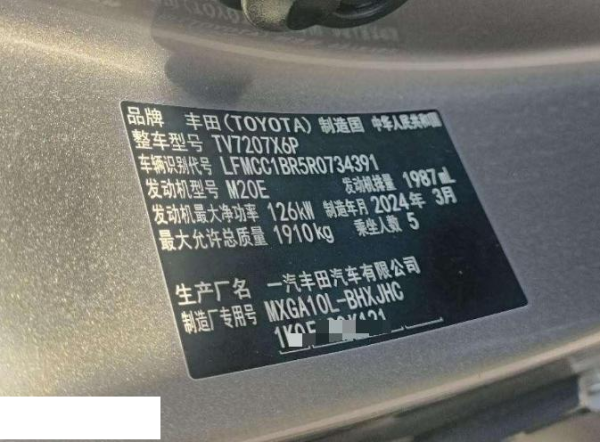 品牌 丰田(TOYOTA) 制造国 中华人民共和国
整车型号 TV7207X6P
车辆识别代号 LFMCC1BR5R0734391
发动机型号 M20E 发动机排量 1987mL
发动机最大净功率 126kW 制造年月 2024年 3月
最大允许总质量 1910kg 乘坐人数 5
生产厂名 一汽丰田汽车有限公司
制造厂专用号 MXGA10L-BHXJHC